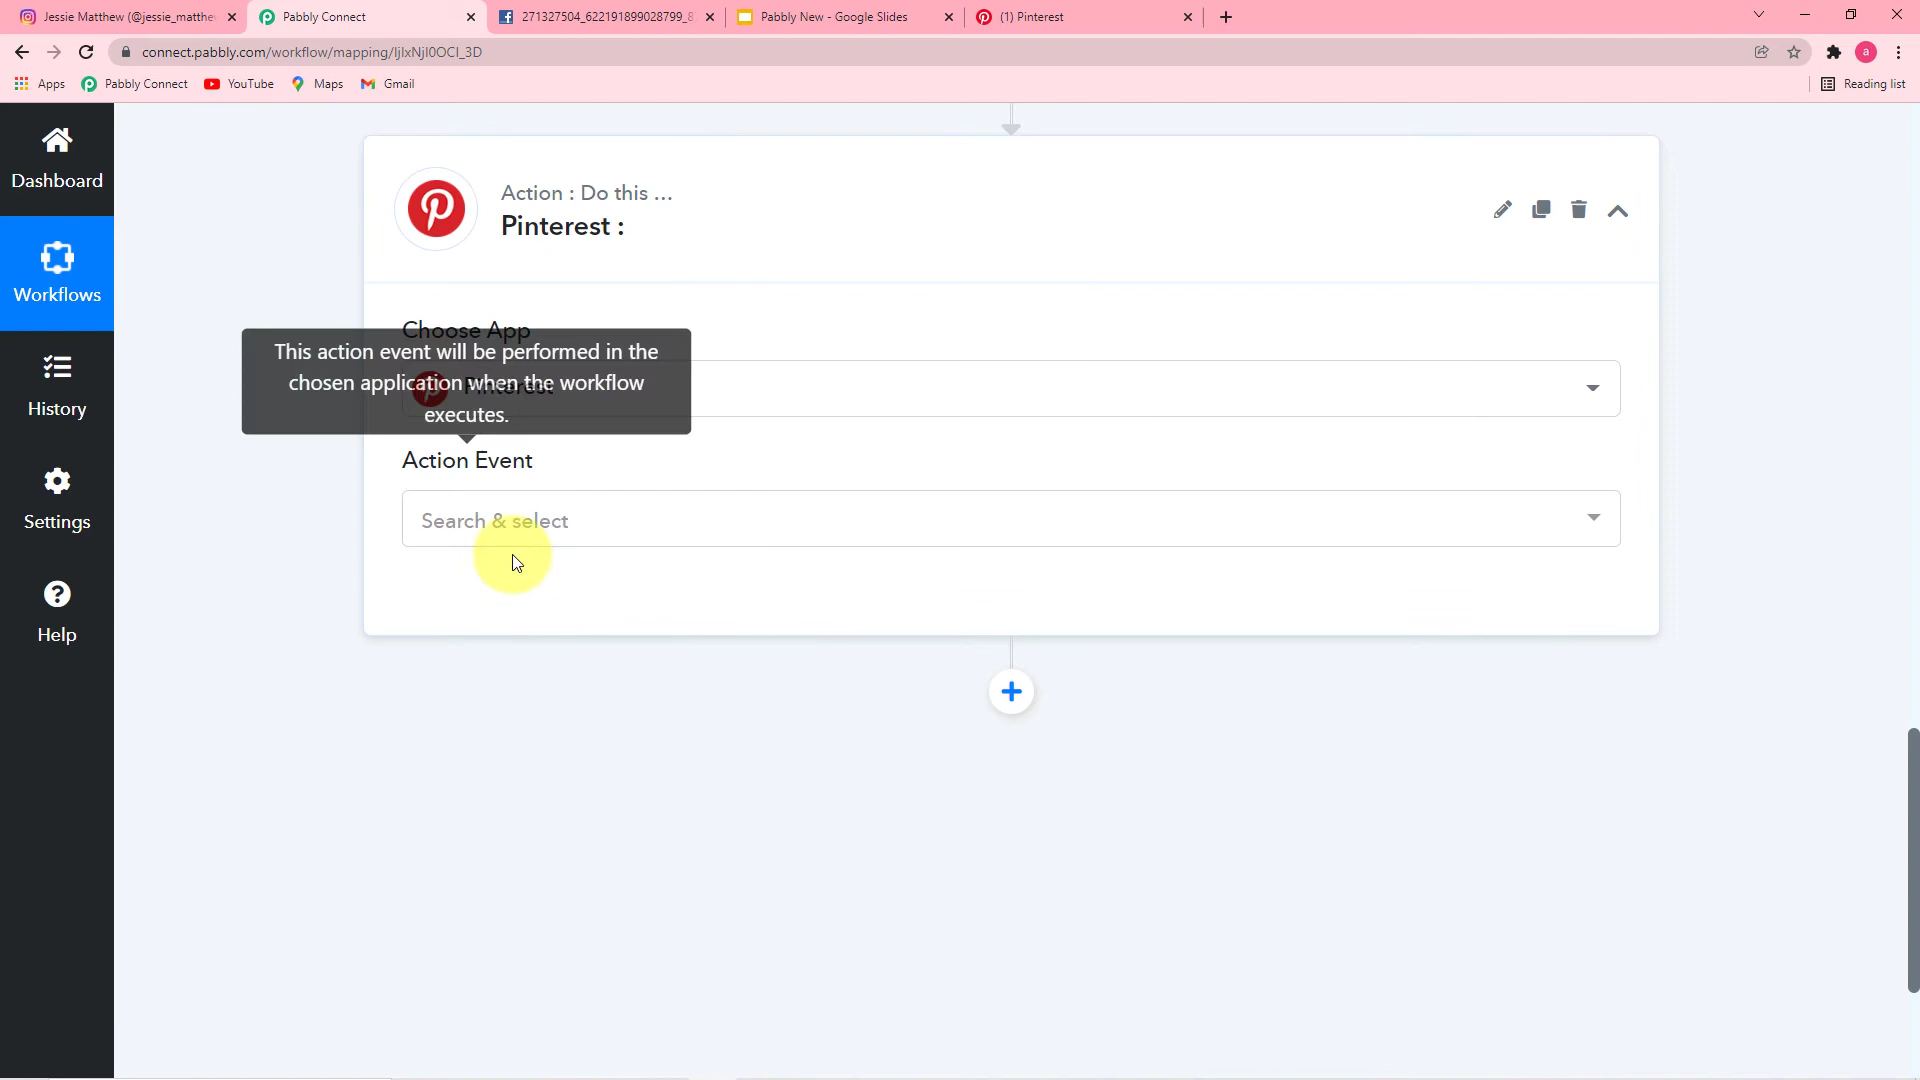 Jessie Matthew (@jessie_matthe
Pabbly Connect
271327504_622191899028799_8
Pabbly New - Google Slides
(1) Pinterest
connect.pabbly.com/workflow/mapping/IjIxNjI0OCI_3D
a
Apps
Pabbly Connect
YouTube
Maps
Gmail
Reading list
Dashboard
Workflows
History
Settings
Help
Action : Do this ...
Pinterest :
Choose App
This action event will be performed in the
chosen application when the workflow
executes.
Pinterest
Action Event
Search & select